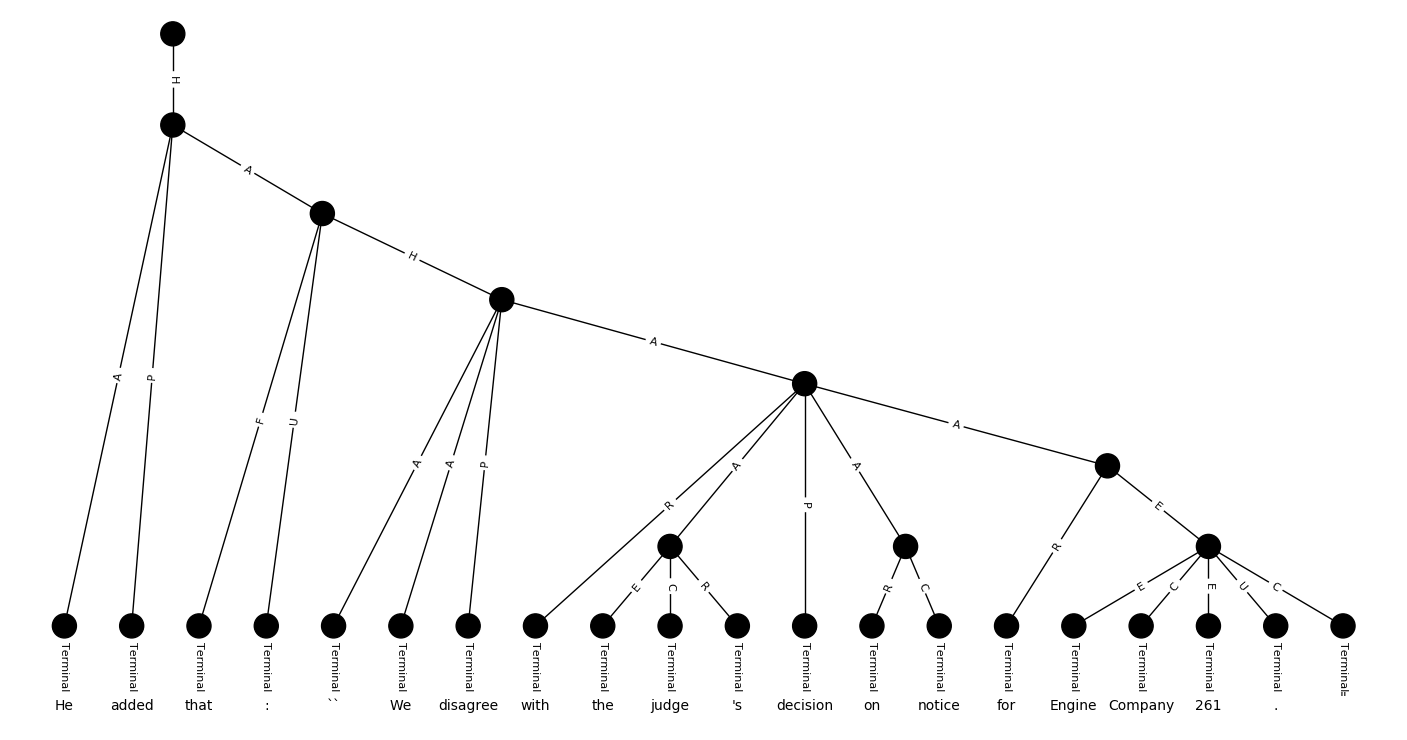 H
A
H
A
A
A P F U A A P R A P A R E
E C R R C E C E U C
Terminal Terminal Terminal Terminal Terminal Terminal Terminal Terminal Terminal Terminal Terminal Terminal Terminal Terminal Terminal Terminal Terminal Terminal Terminal Terminal
He added that : `` We disagree with the judge 's decision on notice for Engine Company 261 .